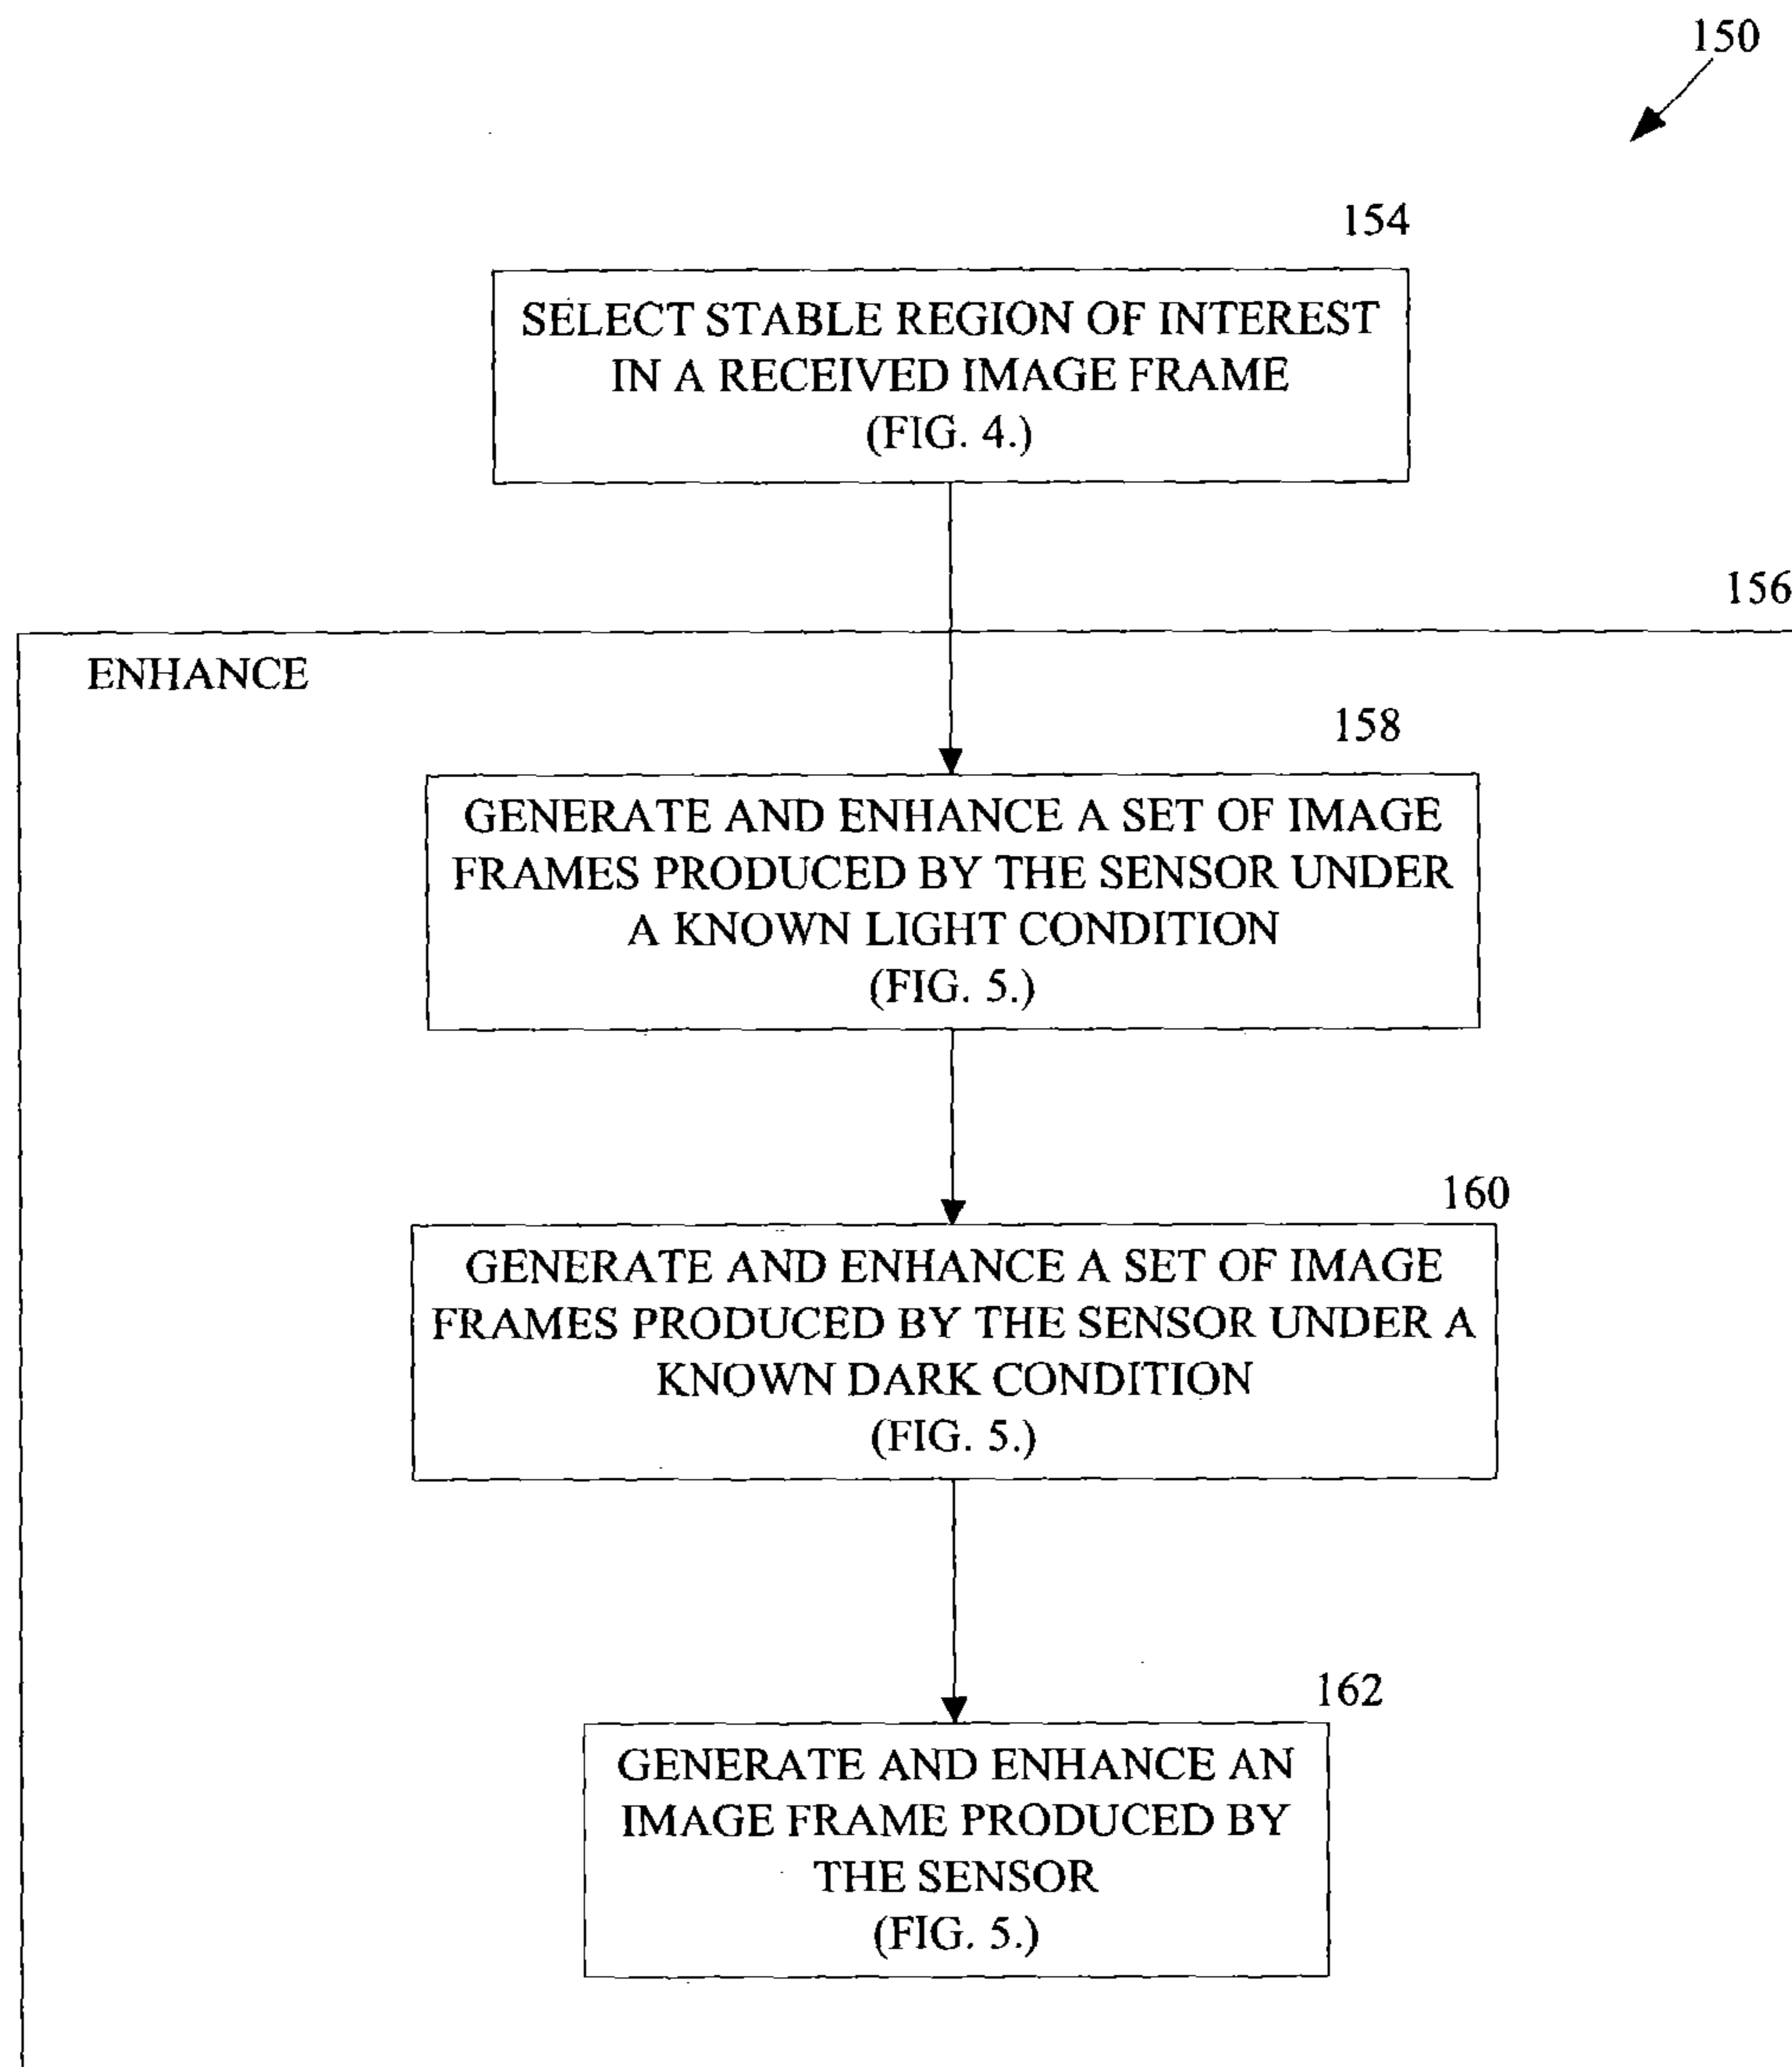 150
154
SELECT STABLE REGION OF INTEREST
IN A RECEIVED IMAGE FRAME
(FIG. 4.)
156
ENHANCE
158
GENERATE AND ENHANCE A SET OF IMAGE
FRAMES PRODUCED BY THE SENSOR UNDER
A KNOWN LIGHT CONDITION
(FIG. 5.)
160
GENERATE AND ENHANCE A SET OF IMAGE
FRAMES PRODUCED BY THE SENSOR UNDER A
KNOWN DARK CONDITION
(FIG. 5.)
162
GENERATE AND ENHANCE AN
IMAGE FRAME PRODUCED BY
THE SENSOR
(FIG. 5.)